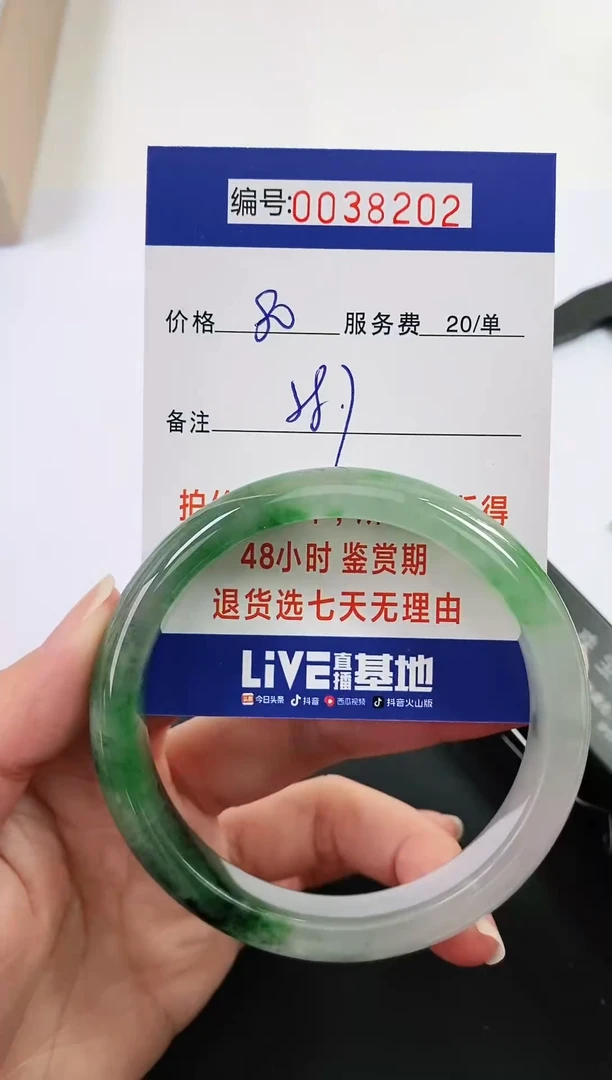 编号:0038202
价格 80 服务费 20/单
备注
得
48小时 鉴赏期
退货选七天无理由
LIVE直播基地
今日头条 抖音 西瓜视频 抖音火山版